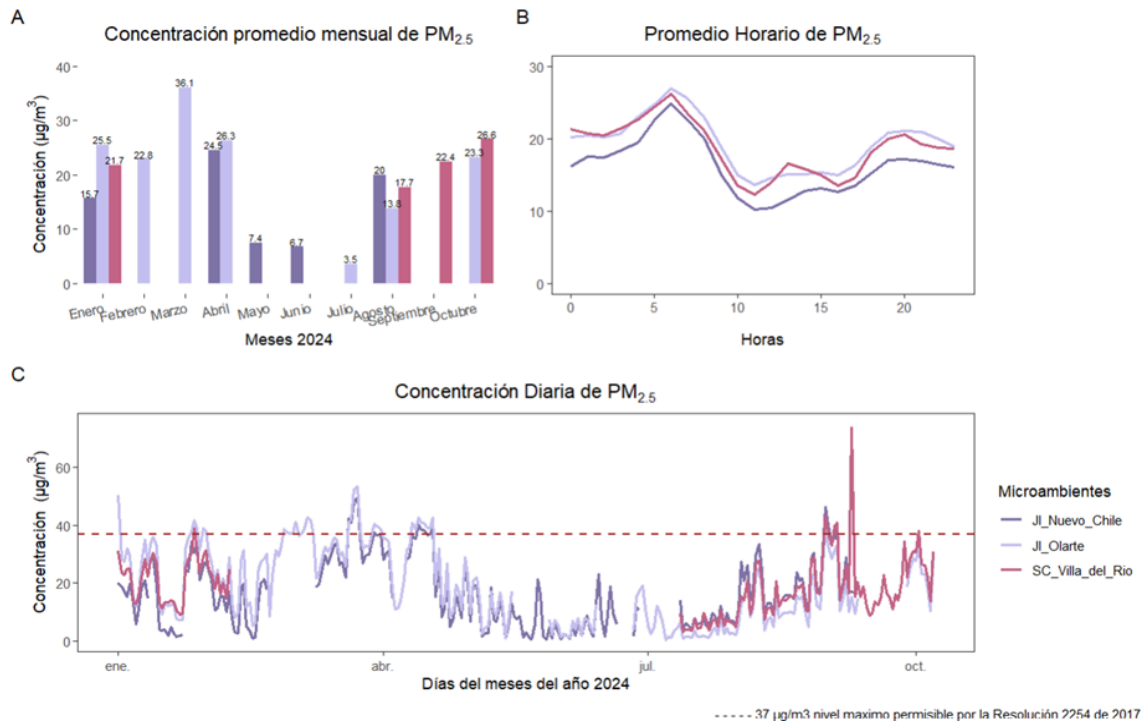 A
Concentración promedio mensual de PM2.5
Concentración (µg/m³)
40
30
20
10
0
15.7
25.5
21.7
22.8
36.1
24.5
26.3
7.4
6.7
3.5
20
13.8
17.7
22.4
23.3
26.6
Enero
Febrero
Marzo
Abril
Mayo
Junio
Julio
Agosto
Septiembre
Octubre
Meses 2024
B
Promedio Horario de PM2.5
30
20
10
0
0
5
10
15
20
Horas
C
Concentración Diaria de PM2.5
Concentración (µg/m³)
60
40
20
0
ene.
abr.
jul.
oct.
Días del meses del año 2024
Microambientes
JI_Nuevo_Chile
JI_Olarte
SC_Villa_del_Rio
----- 37 µg/m3 nivel maximo permisible por la Resolución 2254 de 2017